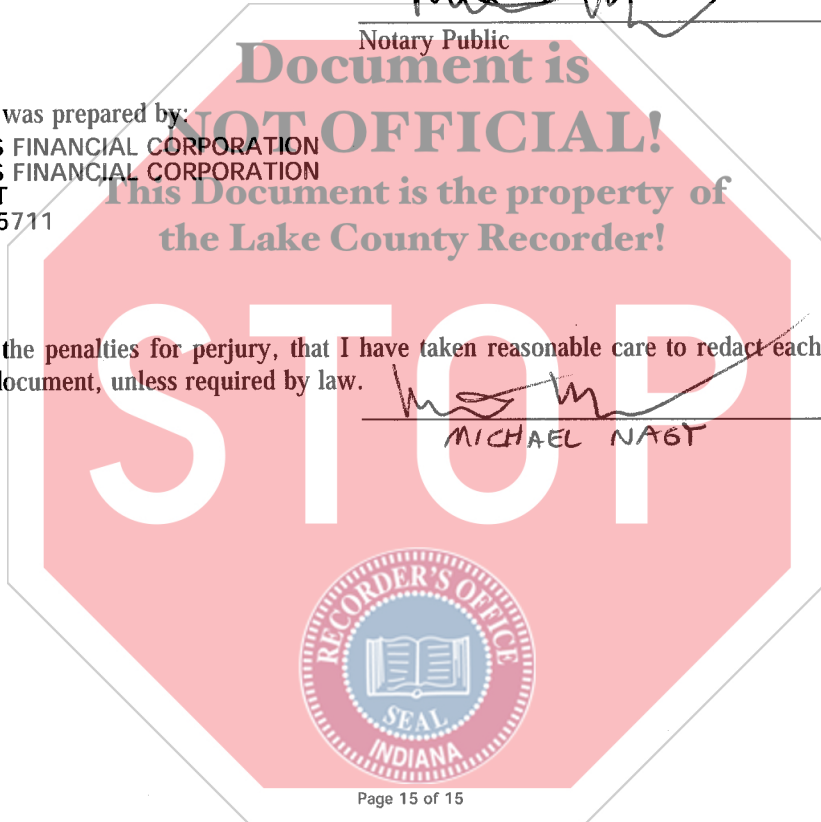 Notary Public
Document is
was prepared by:
NOT OFFICIAL!
S FINANCIAL CORPORATION
S FINANCIAL CORPORATION
This Document is the property of
T
5711
the Lake County Recorder!
STOP
the penalties for perjury, that I have taken reasonable care to redact each
document, unless required by law.
MICHAEL NAGY
RECORDER'S OFFICE
SEAL
INDIANA
Page 15 of 15